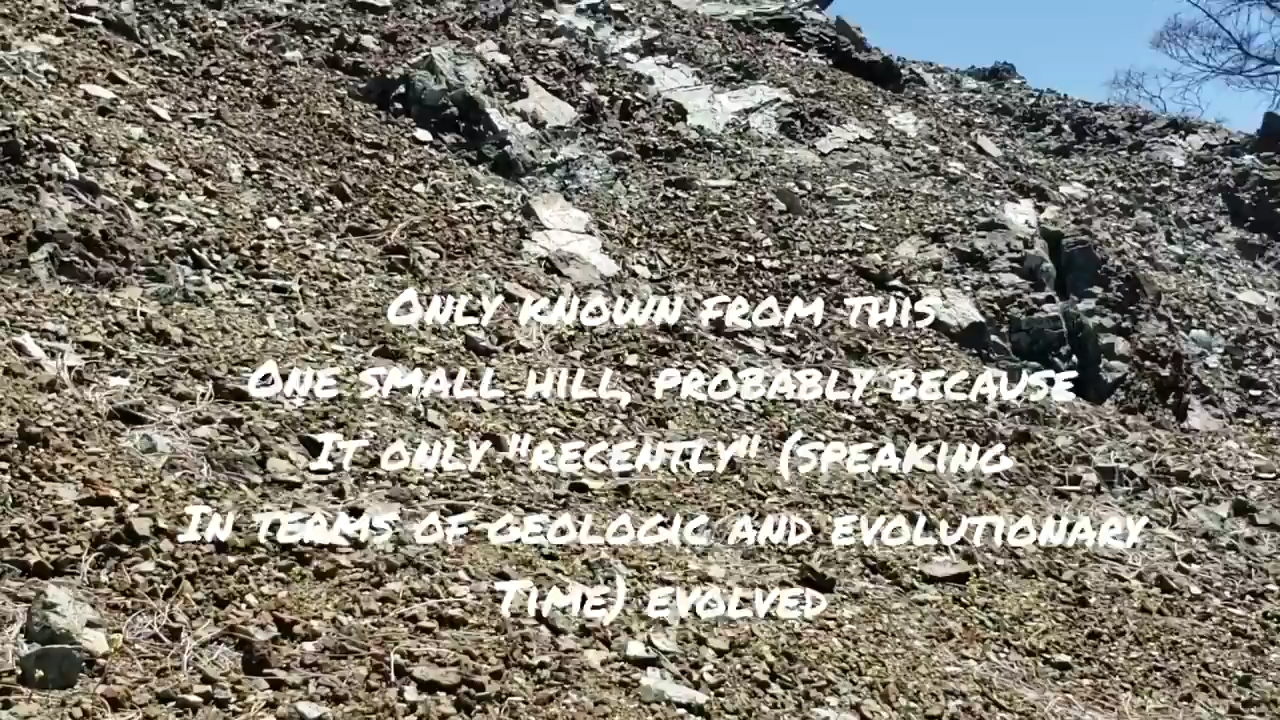 Only known from this
One small hill, probably because
It only "recently" (speaking
In terms of geologic and evolutionary
Time) evolved